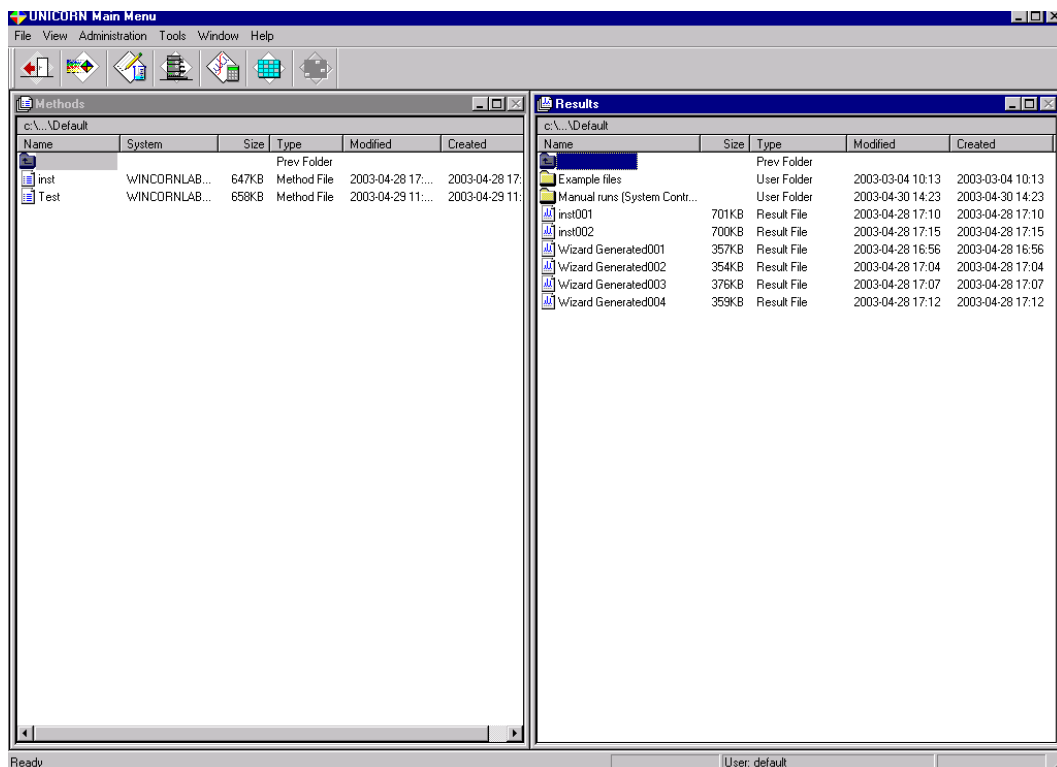 UNICORN Main Menu
File View Administration Tools Window Help
Methods
c:\...\Default
Name System Size Type Modified Created
Prev Folder
inst WINCORNLAB... 647KB Method File 2003-04-28 17:... 2003-04-28 17:
Test WINCORNLAB... 658KB Method File 2003-04-29 11:... 2003-04-29 11:
Results
c:\...\Default
Name Size Type Modified Created
Prev Folder
Example files User Folder 2003-03-04 10:13 2003-03-04 10:13
Manual runs (System Contr... User Folder 2003-04-30 14:23 2003-04-30 14:23
inst001 701KB Result File 2003-04-28 17:10 2003-04-28 17:10
inst002 700KB Result File 2003-04-28 17:15 2003-04-28 17:15
Wizard Generated001 357KB Result File 2003-04-28 16:56 2003-04-28 16:56
Wizard Generated002 354KB Result File 2003-04-28 17:04 2003-04-28 17:04
Wizard Generated003 376KB Result File 2003-04-28 17:07 2003-04-28 17:07
Wizard Generated004 359KB Result File 2003-04-28 17:12 2003-04-28 17:12
Ready User: default